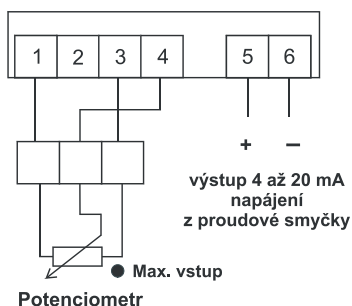 1 2 3 4 5 6
+ –
výstup 4 až 20 mA
napájení
z proudové smyčky
Max. vstup
Potenciometr